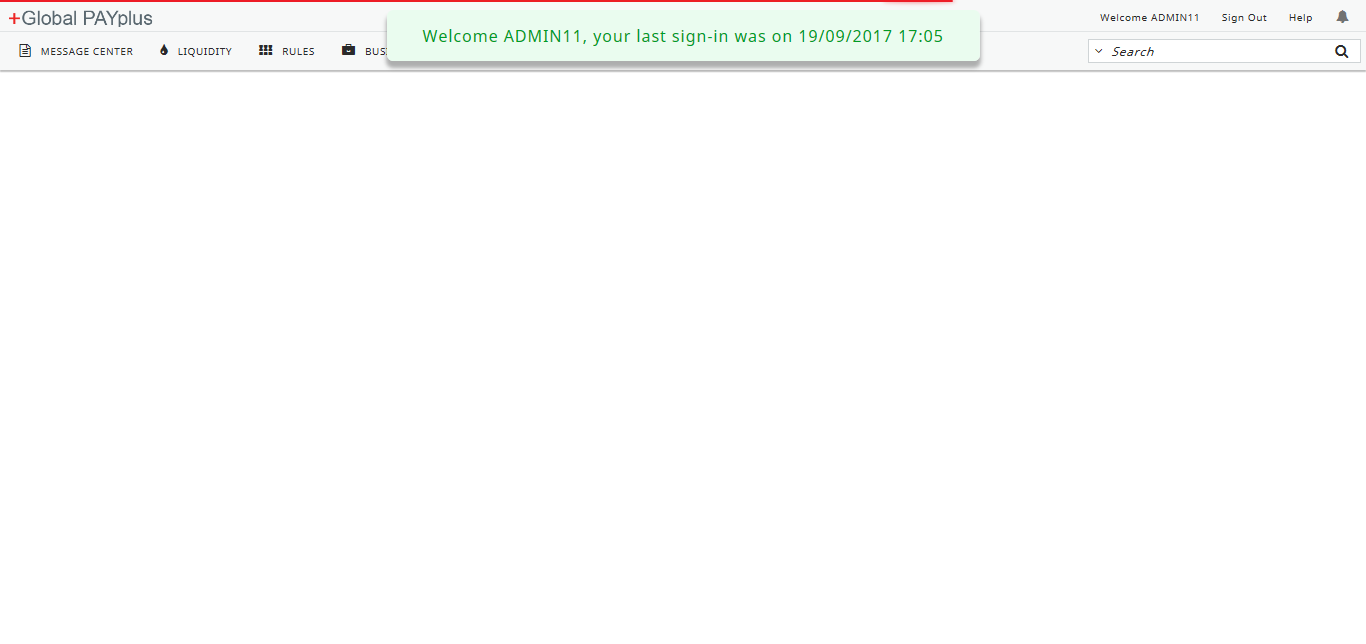 +Global PAYplus
Welcome ADMIN11 Sign Out Help
Welcome ADMIN11, your last sign-in was on 19/09/2017 17:05
MESSAGE CENTER LIQUIDITY RULES Search